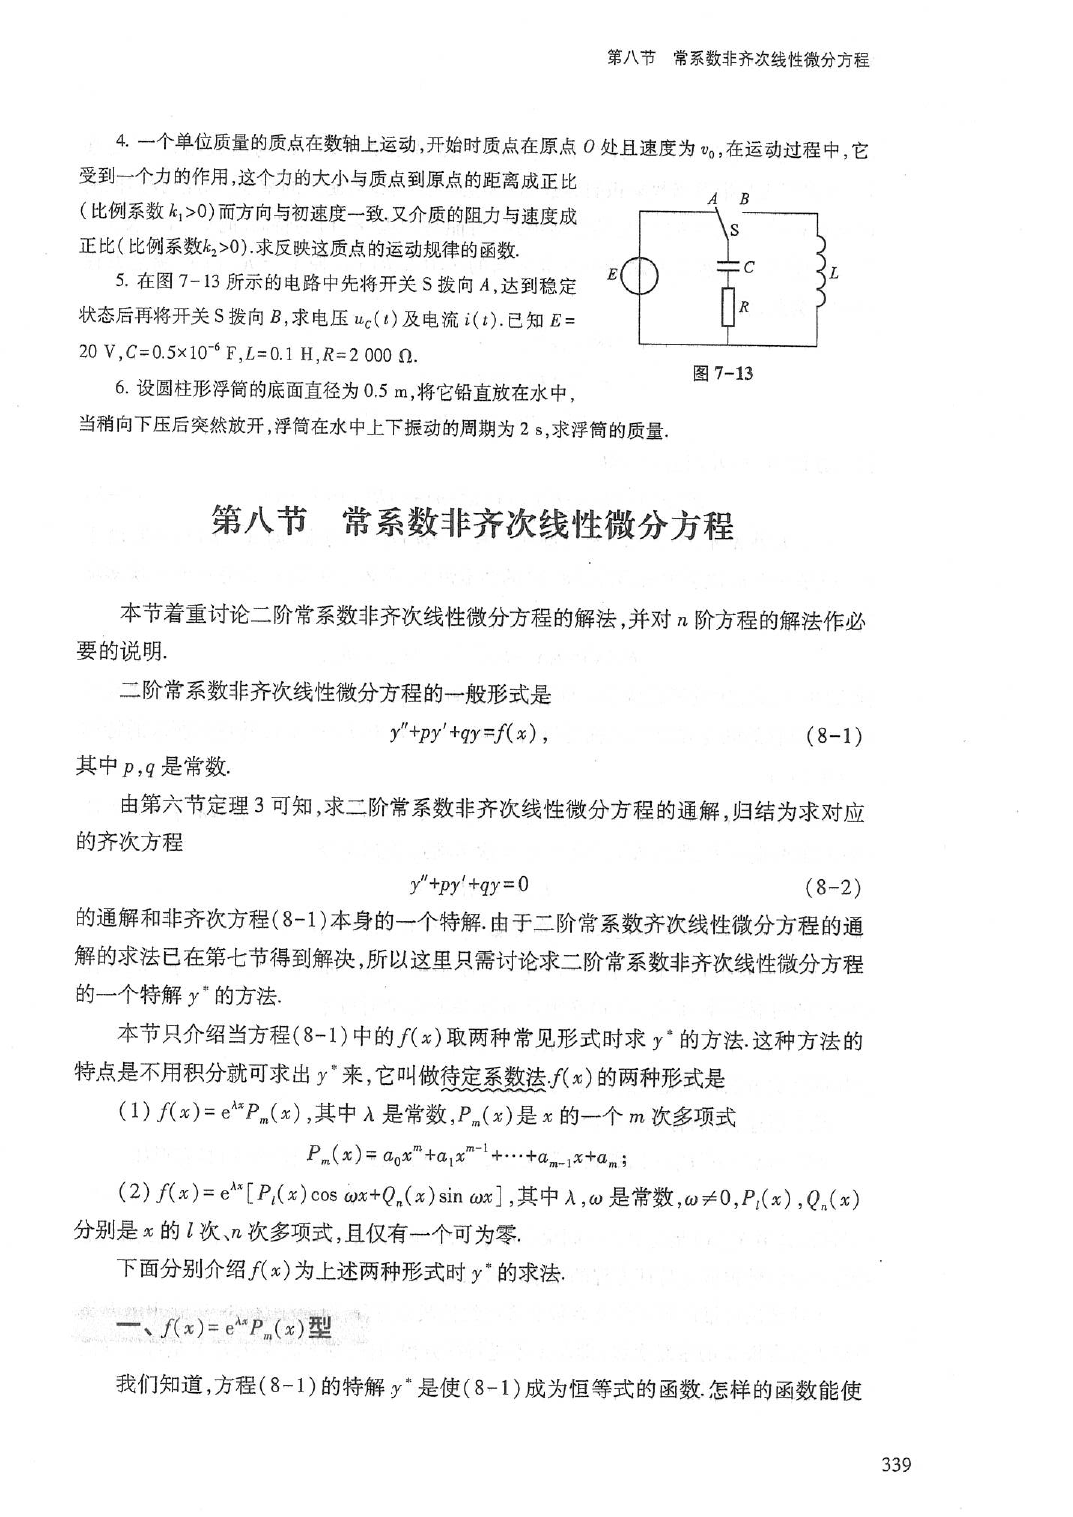 第八节 常系数非齐次线性微分方程
4. 一个单位质量的质点在数轴上运动,开始时质点在原点 O 处且速度为 v₀,在运动过程中,它
受到一个力的作用,这个力的大小与质点到原点的距离成正比
(比例系数 k₁>0)而方向与初速度一致.又介质的阻力与速度成
正比(比例系数k₂>0).求反映这质点的运动规律的函数.
5. 在图 7-13 所示的电路中先将开关 S 拨向 A,达到稳定
状态后再将开关 S 拨向 B,求电压 u_C(t)及电流 i(t).已知 E=
20 V,C=0.5×10⁻⁶ F,L=0.1 H,R=2 000 Ω.
6. 设圆柱形浮筒的底面直径为 0.5 m,将它铅直放在水中,
当稍向下压后突然放开,浮筒在水中上下振动的周期为 2 s,求浮筒的质量.
A B
S
E
C
L
R
图 7-13
第八节 常系数非齐次线性微分方程
本节着重讨论二阶常系数非齐次线性微分方程的解法,并对 n 阶方程的解法作必
要的说明.
二阶常系数非齐次线性微分方程的一般形式是
y″+py′+qy=f(x), (8-1)
其中 p,q 是常数.
由第六节定理 3 可知,求二阶常系数非齐次线性微分方程的通解,归结为求对应
的齐次方程
y″+py′+qy=0 (8-2)
的通解和非齐次方程(8-1)本身的一个特解.由于二阶常系数齐次线性微分方程的通
解的求法已在第七节得到解决,所以这里只需讨论求二阶常系数非齐次线性微分方程
的一个特解 y* 的方法.
本节只介绍当方程(8-1)中的 f(x)取两种常见形式时求 y* 的方法.这种方法的
特点是不用积分就可求出 y* 来,它叫做待定系数法.f(x)的两种形式是
(1) f(x)=e^{λx}P_m(x),其中 λ 是常数,P_m(x)是 x 的一个 m 次多项式
P_m(x)=a₀x^m+a₁x^{m-1}+⋯+a_{m-1}x+a_m;
(2) f(x)=e^{λx}[P_l(x)cos ωx+Q_n(x)sin ωx],其中 λ,ω 是常数,ω≠0,P_l(x),Q_n(x)
分别是 x 的 l 次、n 次多项式,且仅有一个可为零.
下面分别介绍 f(x)为上述两种形式时 y* 的求法.
一、f(x)=e^{λx}P_m(x)型
我们知道,方程(8-1)的特解 y* 是使(8-1)成为恒等式的函数.怎样的函数能使
339